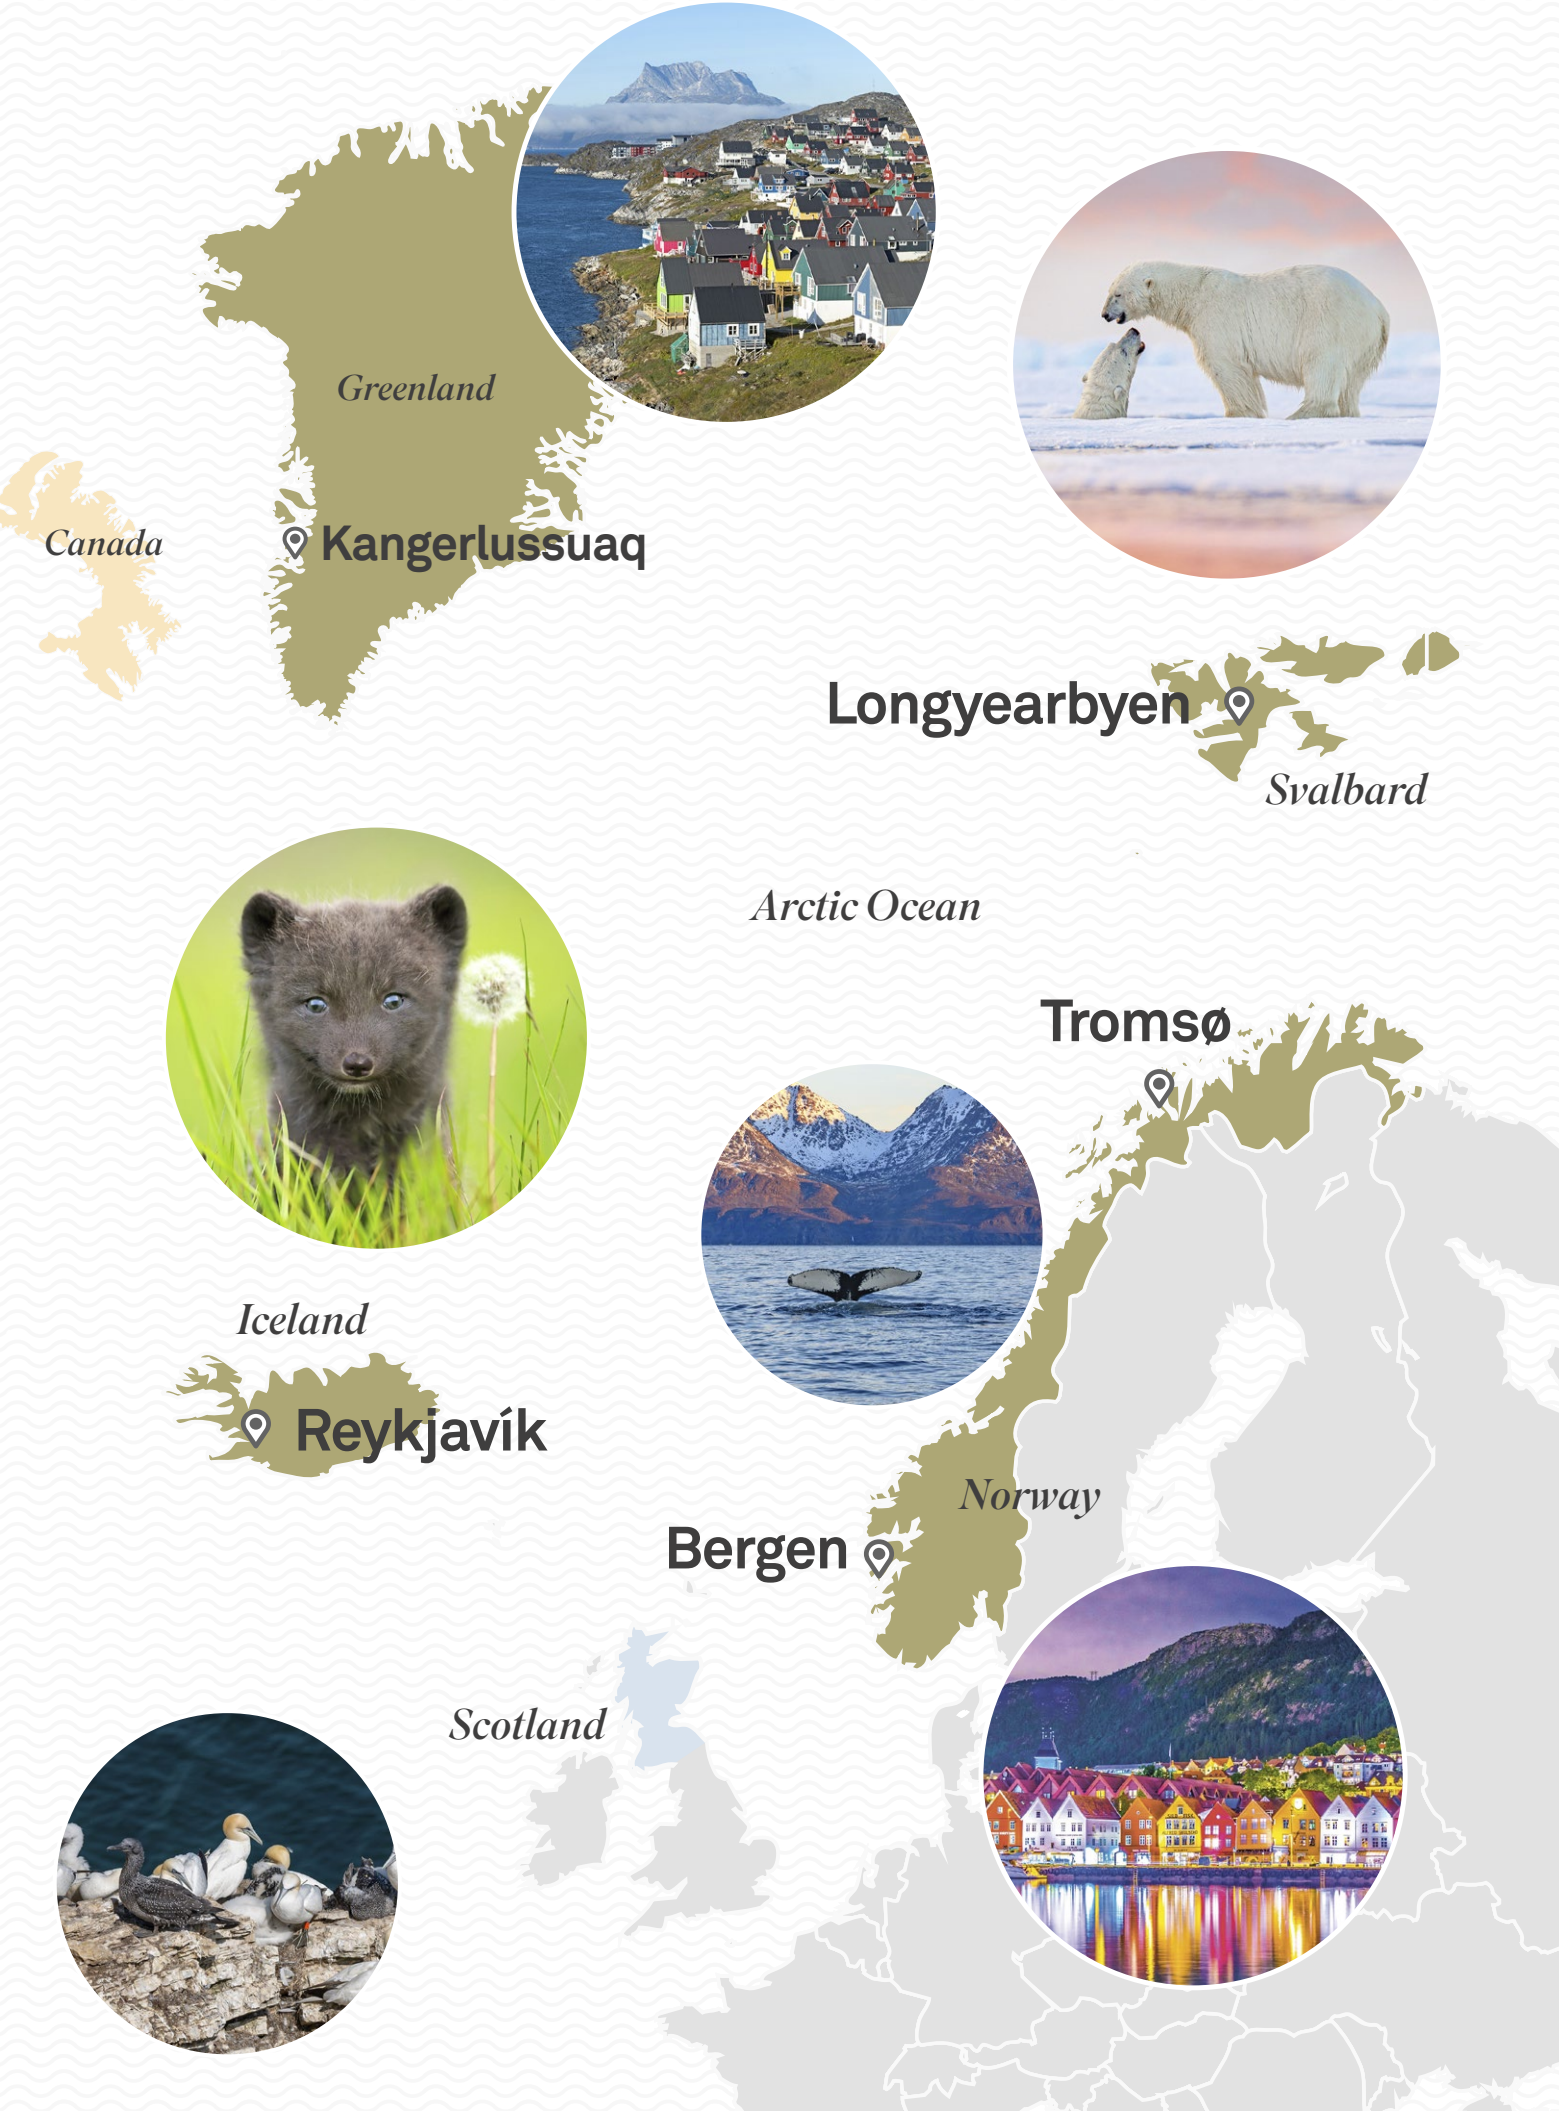 Greenland
Canada
Kangerlussuaq
Longyearbyen
Svalbard
Arctic Ocean
Tromsø
Iceland
Reykjavík
Norway
Bergen
Scotland